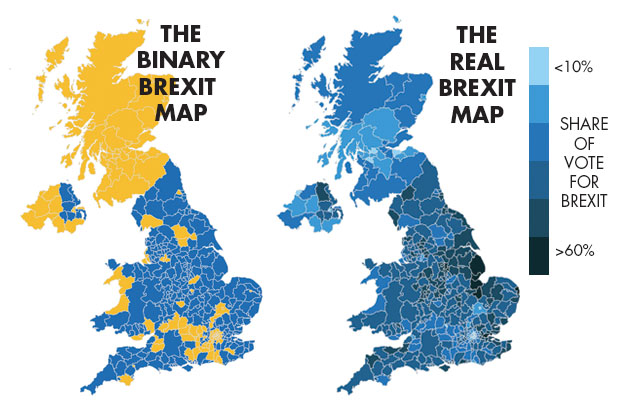 THE
BINARY
BREXIT
MAP
THE
REAL
BREXIT
MAP
<10%
SHARE
OF
VOTE
FOR
BREXIT
>60%